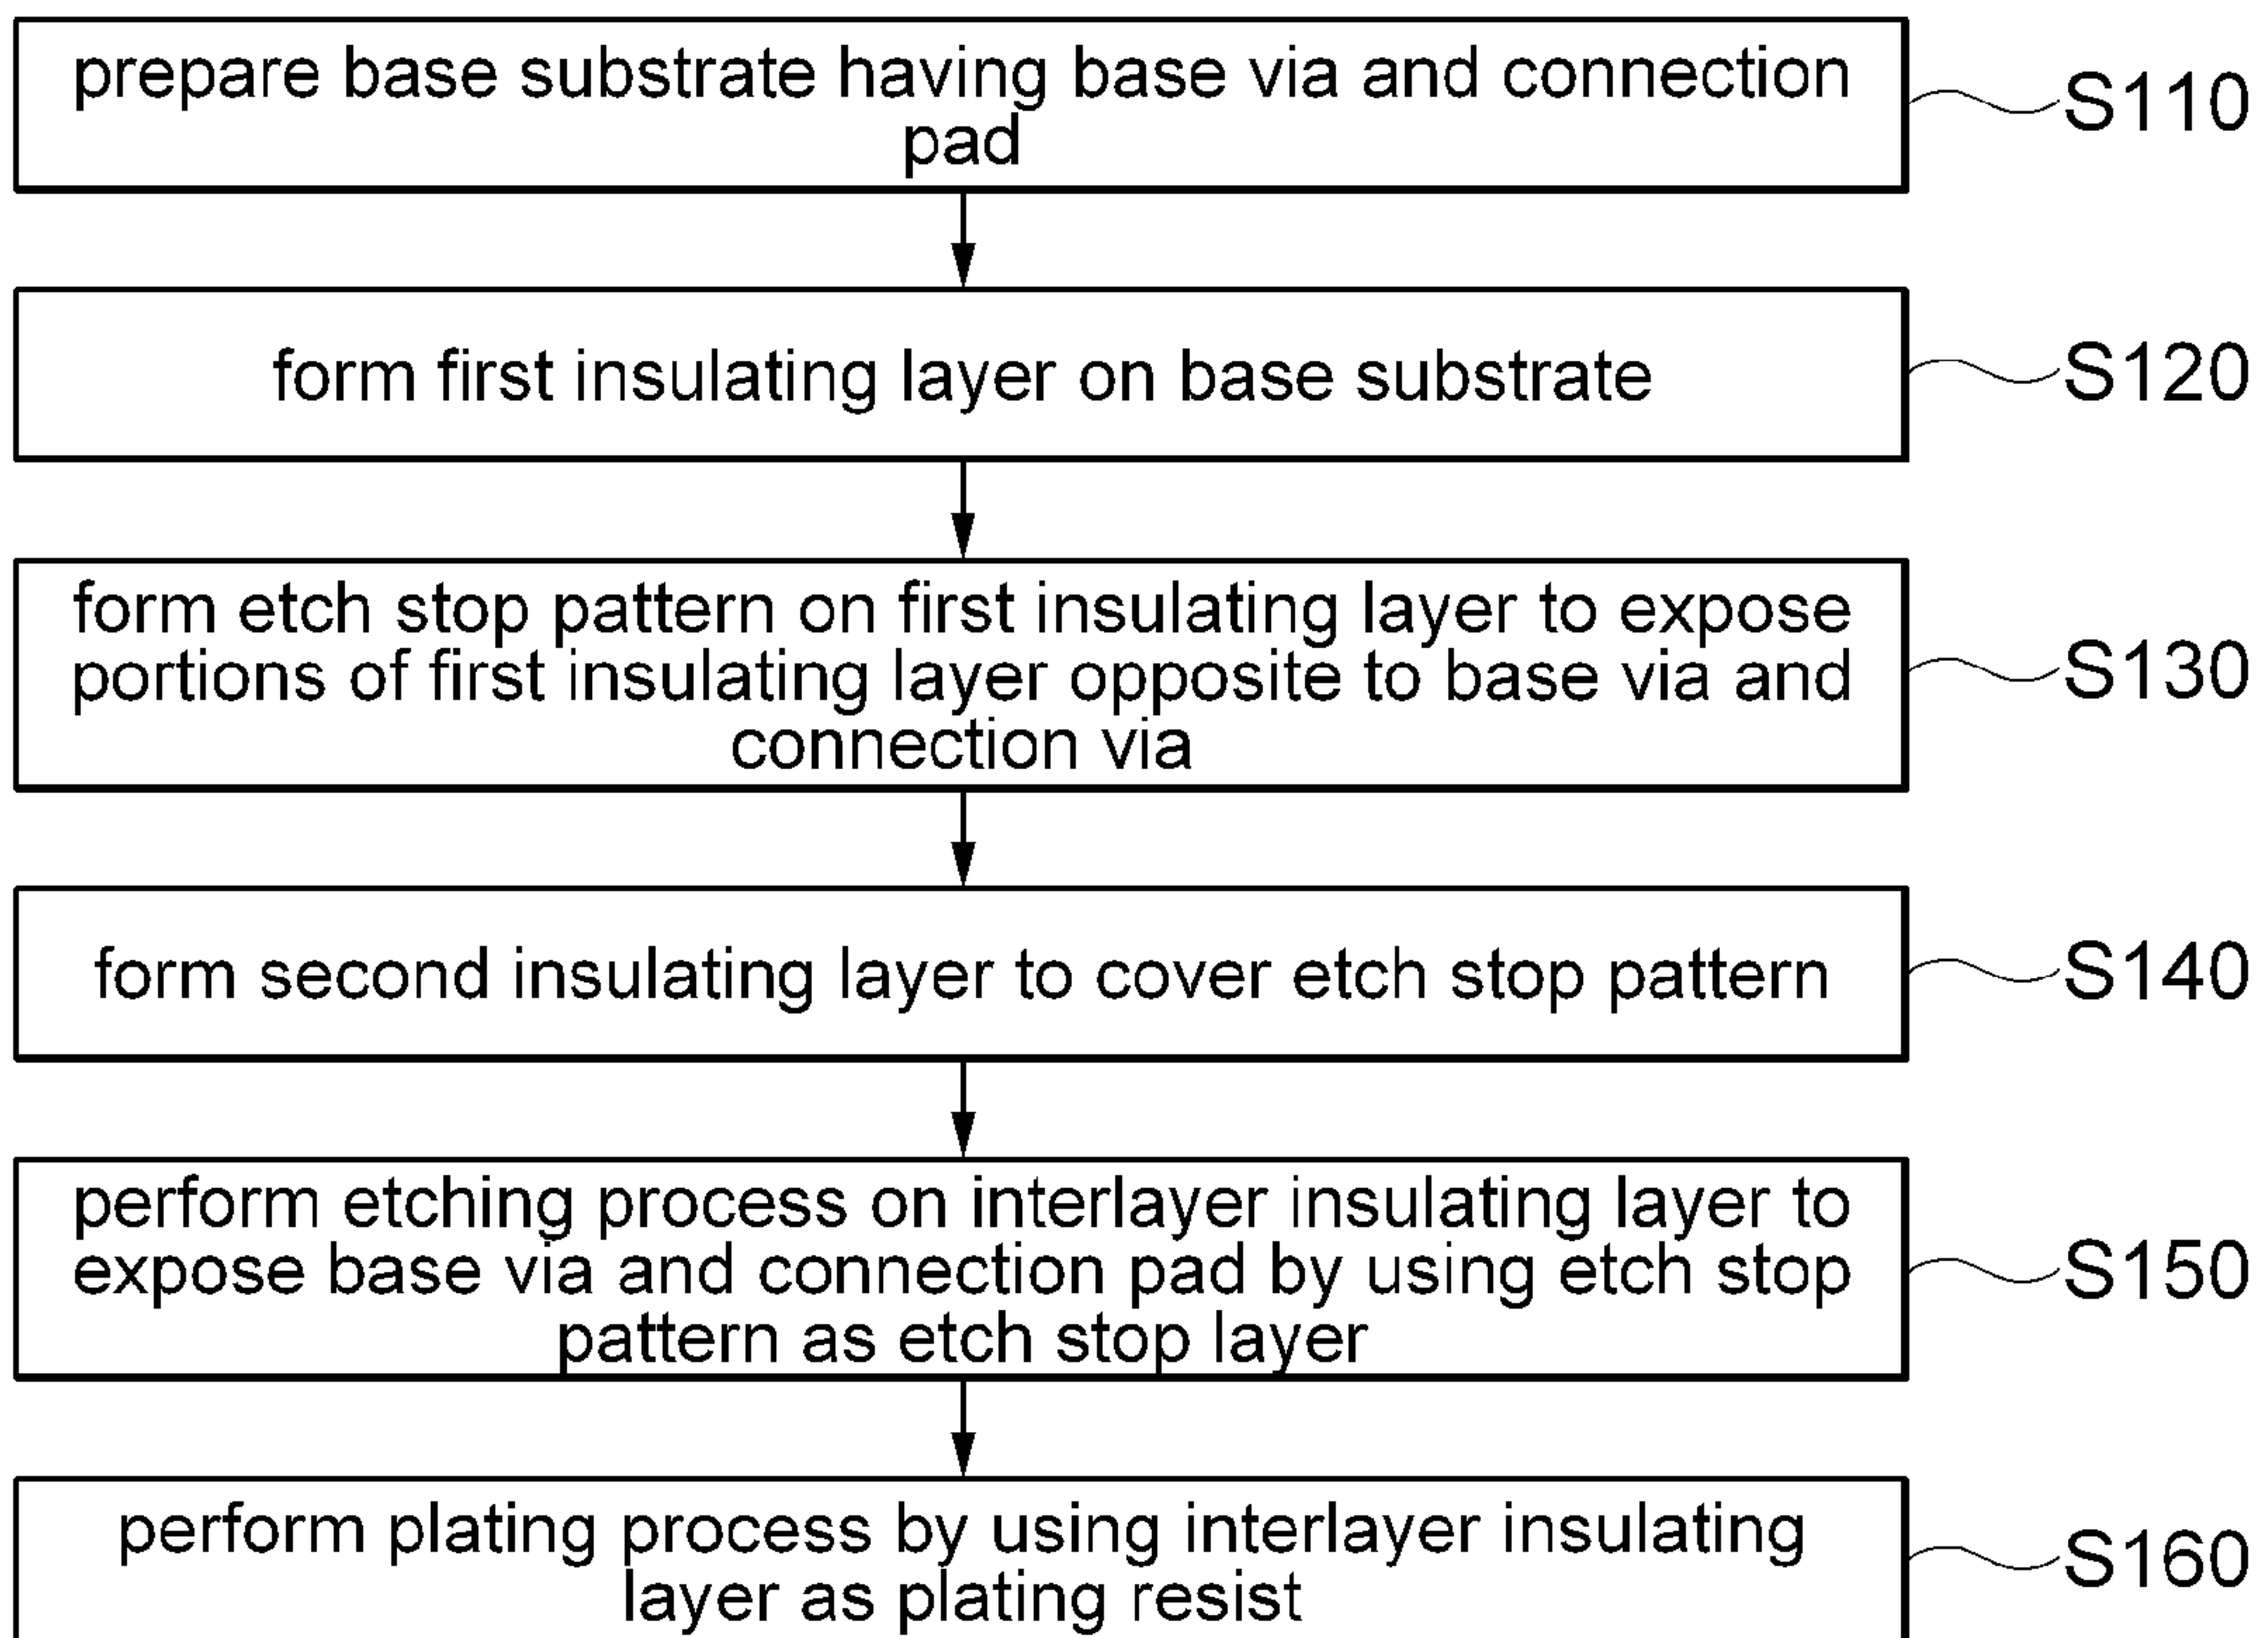 prepare base substrate having base via and connection
pad
S110
form first insulating layer on base substrate
S120
form etch stop pattern on first insulating layer to expose
portions of first insulating layer opposite to base via and
connection via
S130
form second insulating layer to cover etch stop pattern
S140
perform etching process on interlayer insulating layer to
expose base via and connection pad by using etch stop
pattern as etch stop layer
S150
perform plating process by using interlayer insulating
layer as plating resist
S160